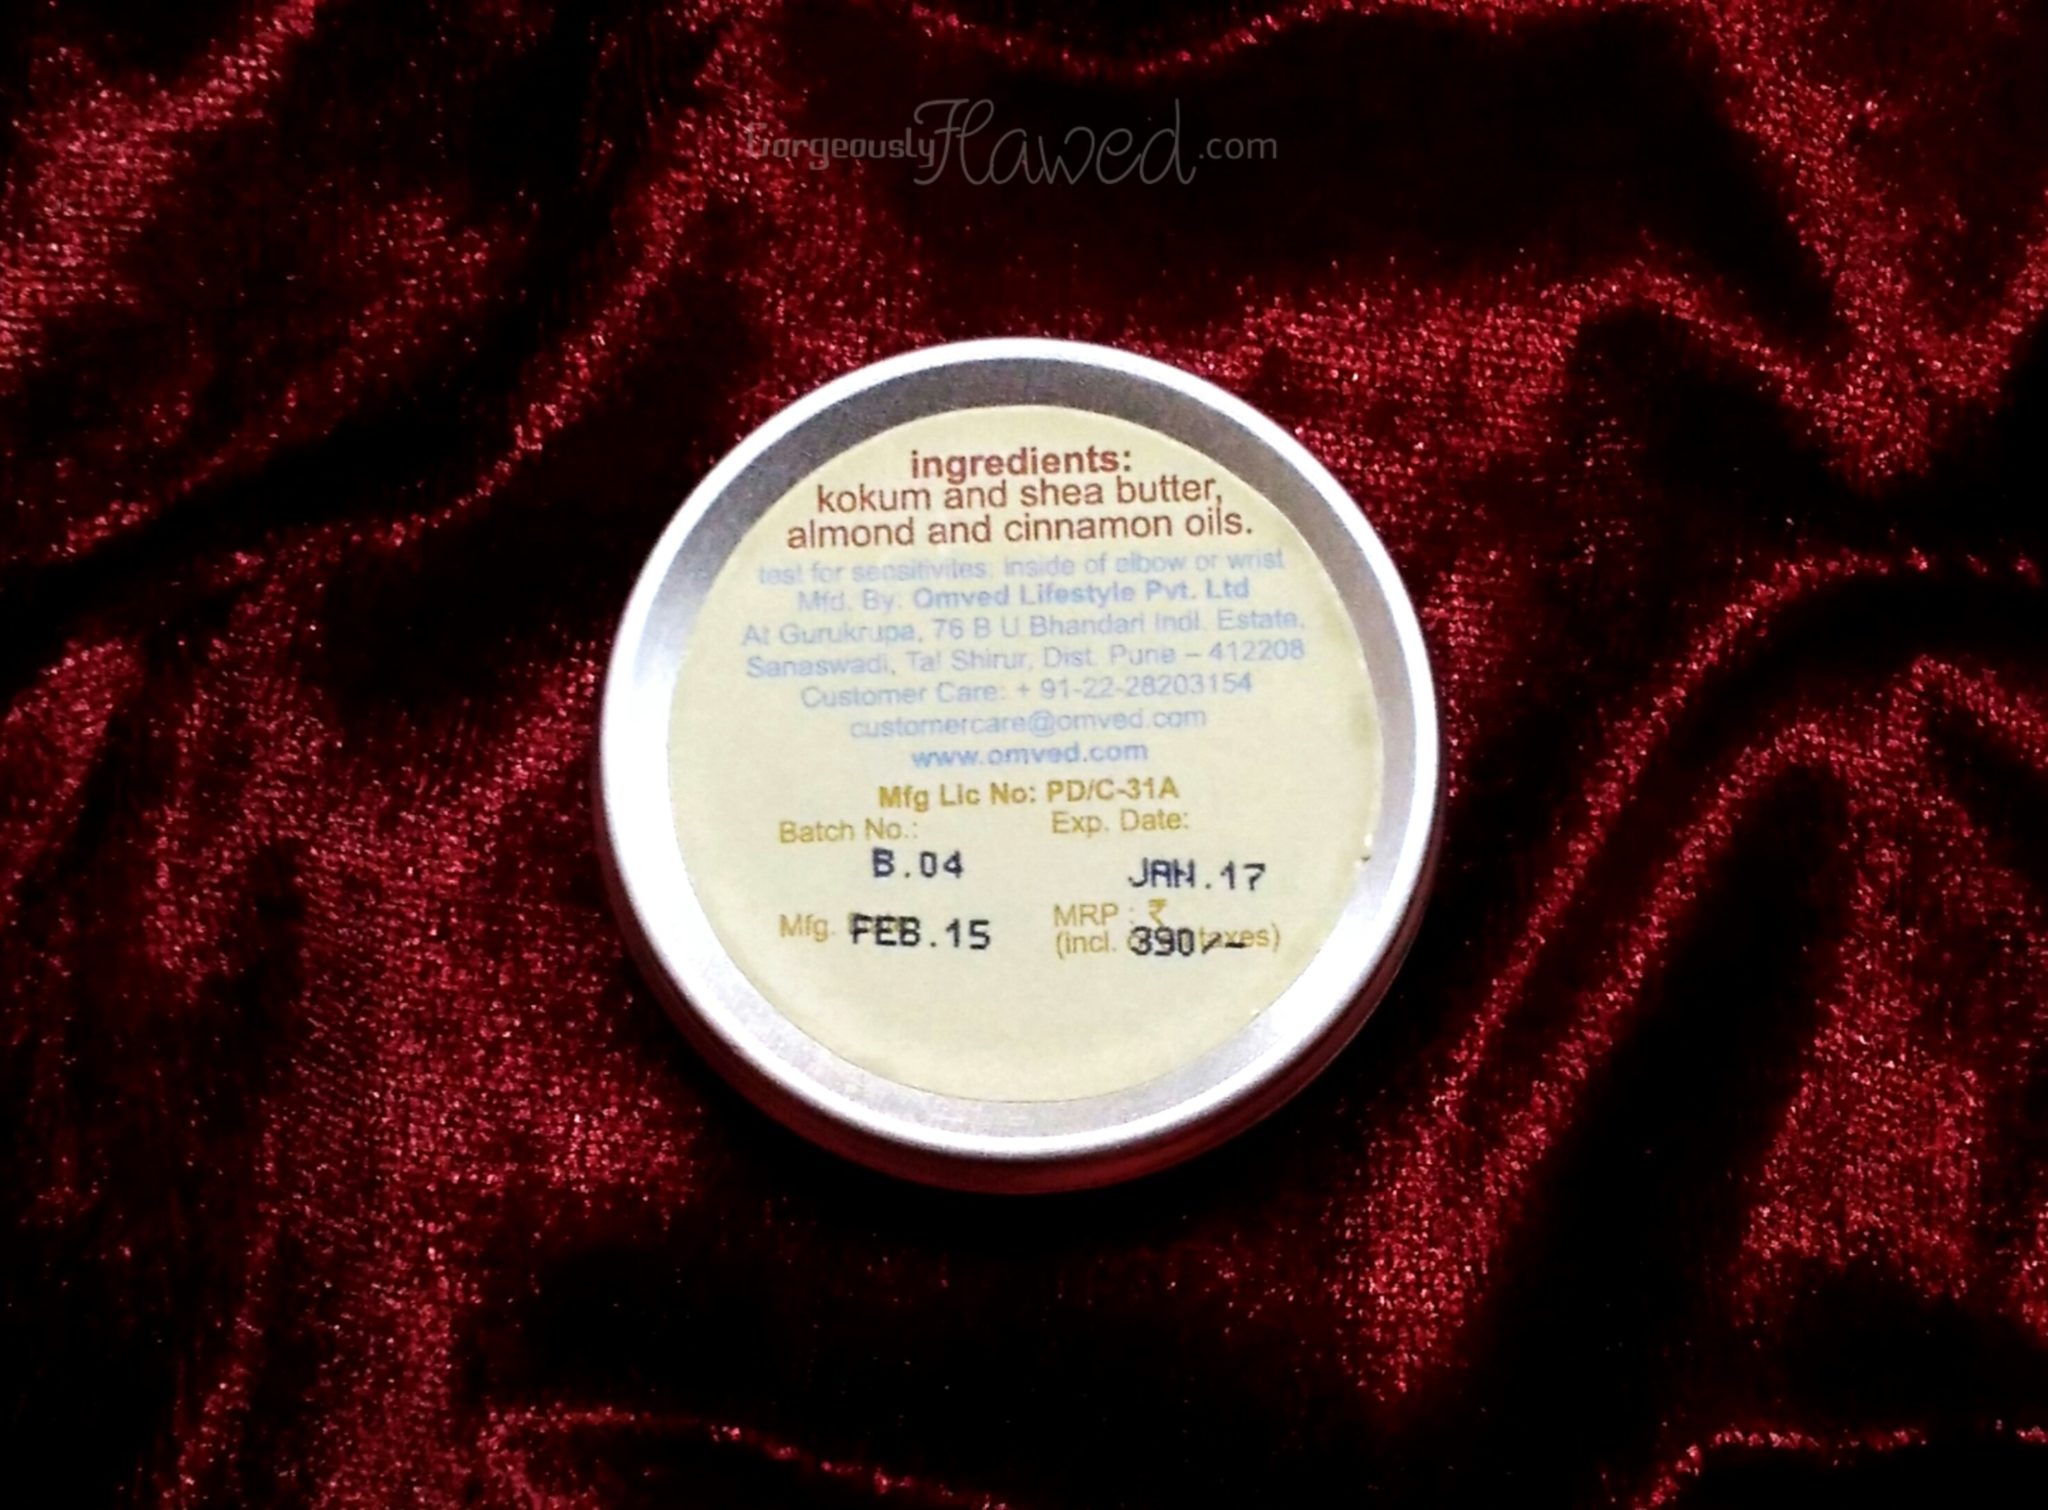 GorgeouslyFlawed.com
ingredients:
kokum and shea butter,
almond and cinnamon oils.
test for sensitivites: inside of elbow or wrist
Mfd. By: Omved Lifestyle Pvt. Ltd
At Gurukrupa, 76 B U Bhandari Indl. Estate,
Sanaswadi, Tal Shirur, Dist. Pune – 412208
Customer Care: + 91-22-28203154
customercare@omved.com
www.omved.com
Mfg Lic No: PD/C-31A
Batch No.: Exp. Date:
B.04 JAN.17
Mfg. FEB.15 MRP : ₹
(incl. taxes) 390/-